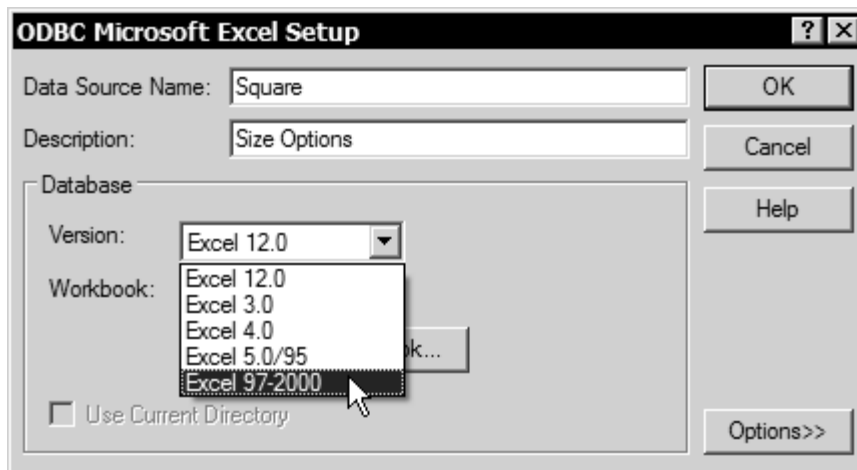 ODBC Microsoft Excel Setup
Data Source Name: Square
OK
Description: Size Options
Cancel
Database
Help
Version: Excel 12.0
Workbook:
Excel 12.0
Excel 3.0
Excel 4.0
Excel 5.0/95
Excel 97-2000
Use Current Directory
Options>>